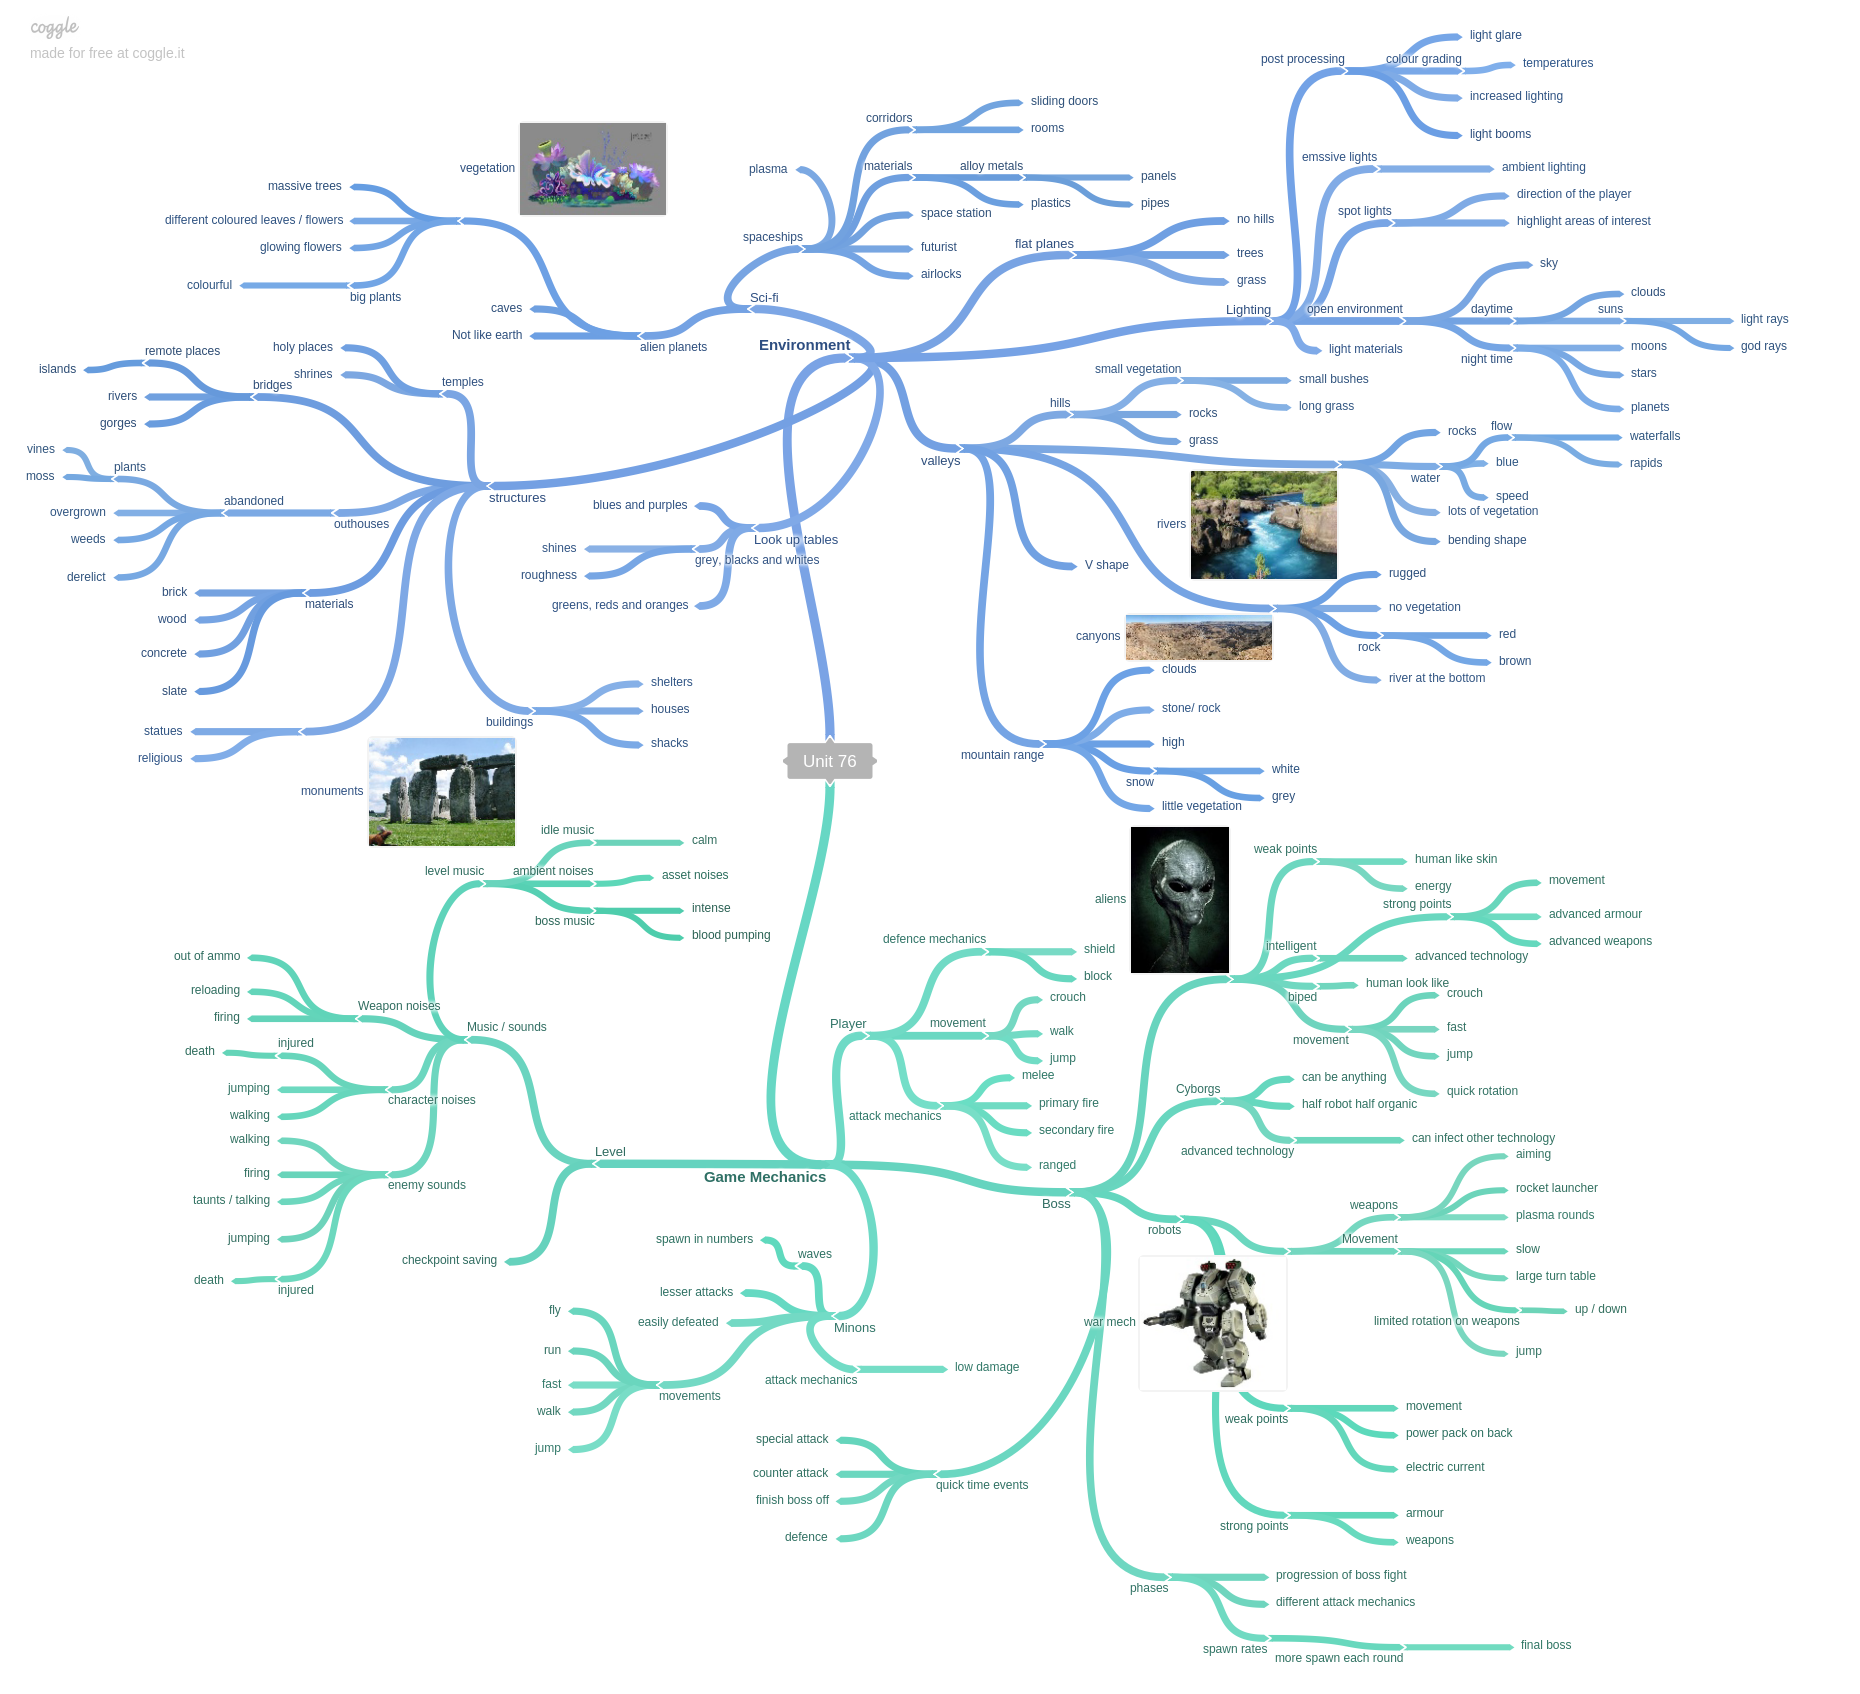 coggle
made for free at coggle.it
Unit 76
Environment
Sci-fi
spaceships
plasma
corridors
sliding doors
rooms
materials
alloy metals
panels
pipes
plastics
space station
futurist
airlocks
alien planets
vegetation
massive trees
different coloured leaves / flowers
glowing flowers
big plants
colourful
caves
Not like earth
flat planes
no hills
trees
grass
Lighting
post processing
light glare
colour grading
temperatures
increased lighting
light booms
emssive lights
ambient lighting
spot lights
direction of the player
highlight areas of interest
open environment
sky
daytime
clouds
suns
light rays
god rays
night time
moons
stars
planets
light materials
valleys
hills
small vegetation
small bushes
long grass
rocks
grass
rivers
rocks
water
flow
waterfalls
rapids
blue
speed
lots of vegetation
bending shape
V shape
canyons
rugged
no vegetation
rock
red
brown
river at the bottom
mountain range
clouds
stone/ rock
high
snow
white
grey
little vegetation
structures
temples
holy places
shrines
bridges
remote places
islands
rivers
gorges
outhouses
abandoned
plants
vines
moss
overgrown
weeds
derelict
materials
brick
wood
concrete
slate
monuments
statues
religious
buildings
shelters
houses
shacks
Look up tables
blues and purples
grey, blacks and whites
shines
roughness
greens, reds and oranges
Game Mechanics
Level
Music / sounds
level music
idle music
calm
ambient noises
asset noises
boss music
intense
blood pumping
Weapon noises
out of ammo
reloading
firing
character noises
injured
death
jumping
walking
enemy sounds
walking
firing
taunts / talking
jumping
injured
death
checkpoint saving
Player
defence mechanics
shield
block
movement
crouch
walk
jump
attack mechanics
melee
primary fire
secondary fire
ranged
Minons
waves
spawn in numbers
lesser attacks
easily defeated
movements
fly
run
fast
walk
jump
attack mechanics
low damage
Boss
aliens
weak points
human like skin
energy
strong points
movement
advanced armour
advanced weapons
intelligent
advanced technology
biped
human look like
movement
crouch
fast
jump
quick rotation
Cyborgs
can be anything
half robot half organic
advanced technology
can infect other technology
robots
war mech
weapons
aiming
rocket launcher
plasma rounds
Movement
slow
large turn table
limited rotation on weapons
up / down
jump
weak points
movement
power pack on back
electric current
strong points
armour
weapons
quick time events
special attack
counter attack
finish boss off
defence
phases
progression of boss fight
different attack mechanics
spawn rates
more spawn each round
final boss